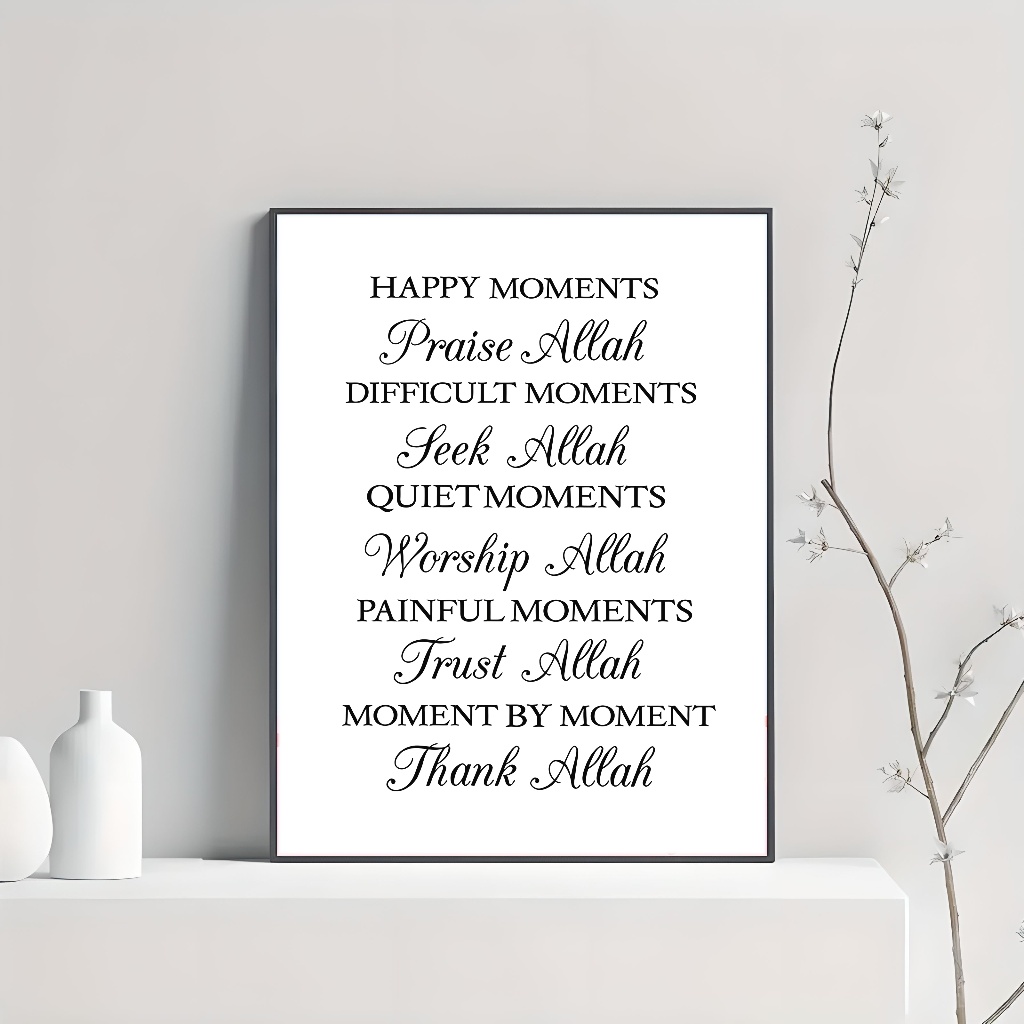 HAPPY MOMENTS
Praise Allah
DIFFICULT MOMENTS
Seek Allah
QUIET MOMENTS
Worship Allah
PAINFUL MOMENTS
Trust Allah
MOMENT BY MOMENT
Thank Allah